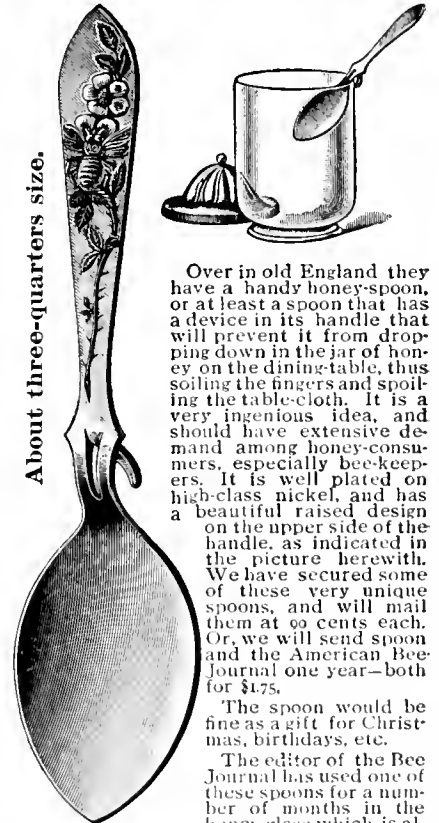 About three-quarters size.
Over in old England they
have a handy honey-spoon,
or at least a spoon that has
a device in its handle that
will prevent it from drop-
ping down in the jar of hon-
ey on the dining-table, thus
soiling the fingers and spoil-
ing the table-cloth. It is a
very ingenious idea, and
should have extensive de-
mand among honey-consu-
mers, especially bee-keep-
ers. It is well plated on
high-class nickel, and has
a beautiful raised design
on the upper side of the
handle, as indicated in
the picture herewith.
We have secured some
of these very unique
spoons, and will mail
them at 90 cents each.
Or, we will send spoon
and the American Bee
Journal one year—both
for $1.75.
The spoon would be
fine as a gift for Christ-
mas, birthdays, etc.
The editor of the Bee
Journal has used one of
these spoons for a num-
ber of months in the